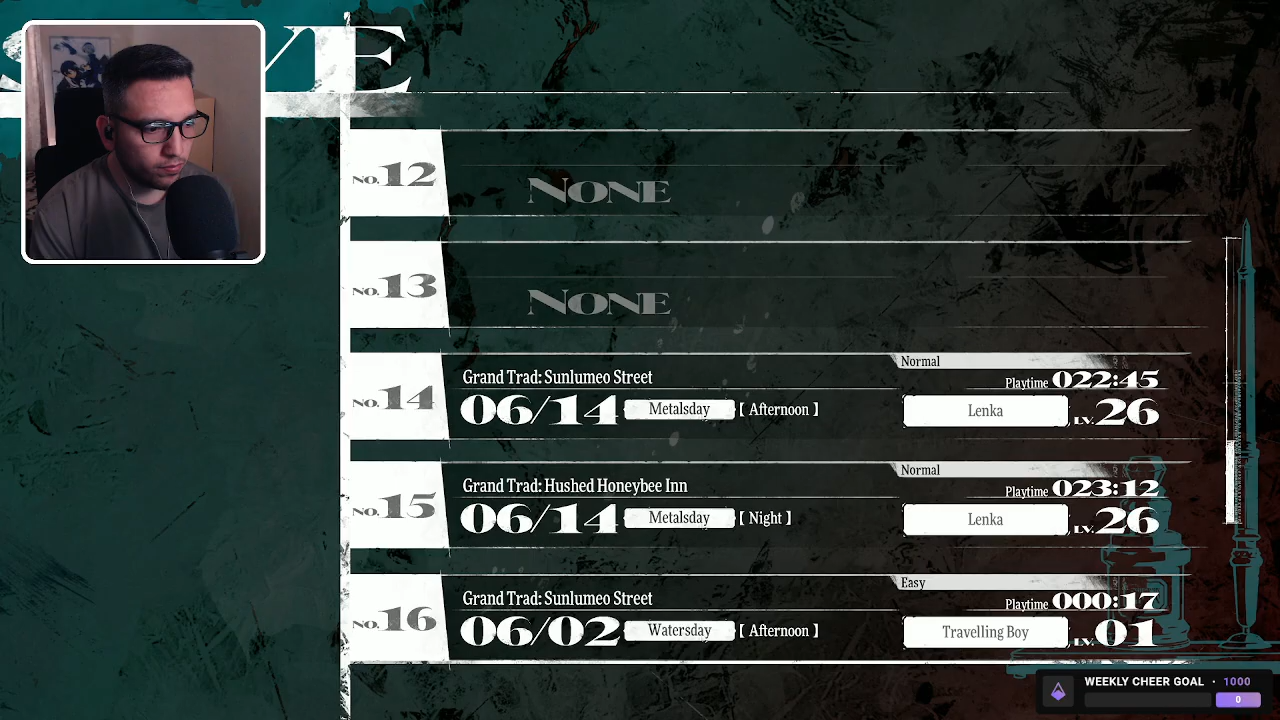 SAVE
NO.12
NONE
NO.13
NONE
NO.14
Grand Trad: Sunlumeo Street
06/14 Metalsday [ Afternoon ]
Normal
Playtime 022:45
Lenka LV.26
NO.15
Grand Trad: Hushed Honeybee Inn
06/14 Metalsday [ Night ]
Normal
Playtime 023:12
Lenka LV.26
NO.16
Grand Trad: Sunlumeo Street
06/02 Watersday [ Afternoon ]
Easy
Playtime 000:17
Travelling Boy LV.01
WEEKLY CHEER GOAL · 1000
0